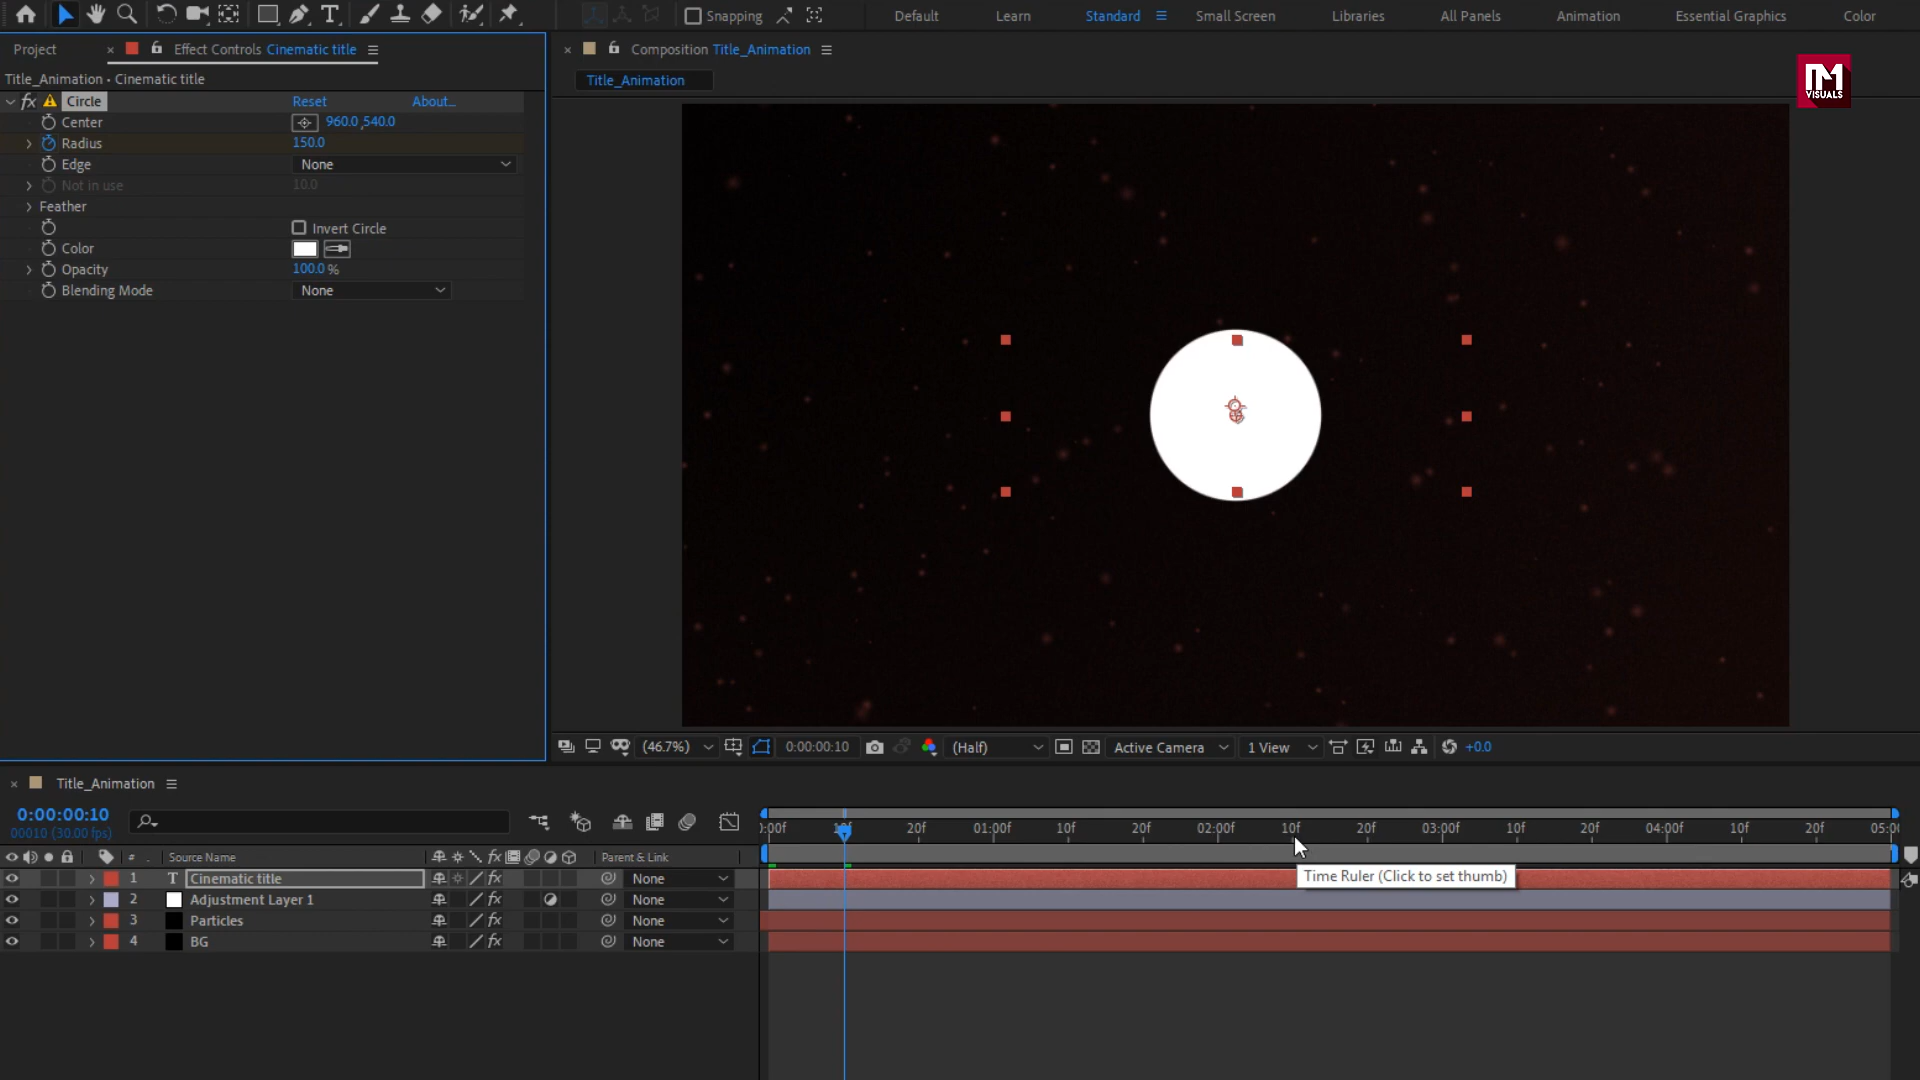 Snapping
Default
Learn
Standard
Small Screen
Libraries
All Panels
Animation
Essential Graphics
Color
Project
Effect Controls Cinematic title
Composition Title_Animation
Title_Animation • Cinematic title
Title_Animation
M
VISUALS
fx Circle
Reset
About...
Center
960.0,540.0
Radius
150.0
Edge
None
Not in use
10.0
Feather
Invert Circle
Color
Opacity
100.0 %
Blending Mode
None
(46.7%)
0:00:00:10
(Half)
Active Camera
1 View
+0.0
Title_Animation
0:00:00:10
00010 (30.00 fps)
20f
01:00f
10f
20f
02:00f
10f
20f
03:00f
10f
20f
04:00f
10f
20f
# Source Name
fx
Parent & Link
1 T Cinematic title
fx
None
Time Ruler (Click to set thumb)
2 Adjustment Layer 1
None
3 Particles
fx
None
4 BG
fx
None